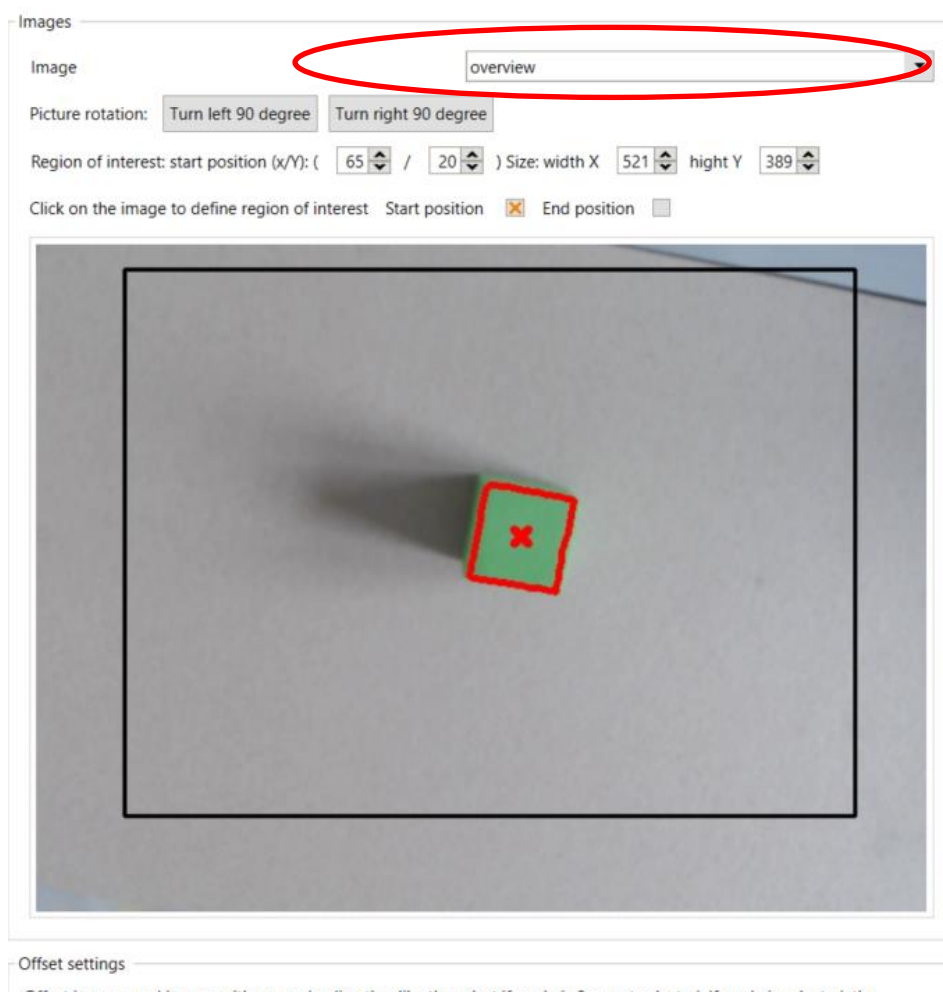 Images
Image overview
Picture rotation: Turn left 90 degree Turn right 90 degree
Region of interest: start position (x/Y): ( 65 / 20 ) Size: width X 521 hight Y 389
Click on the image to define region of interest Start position End position
Offset settings